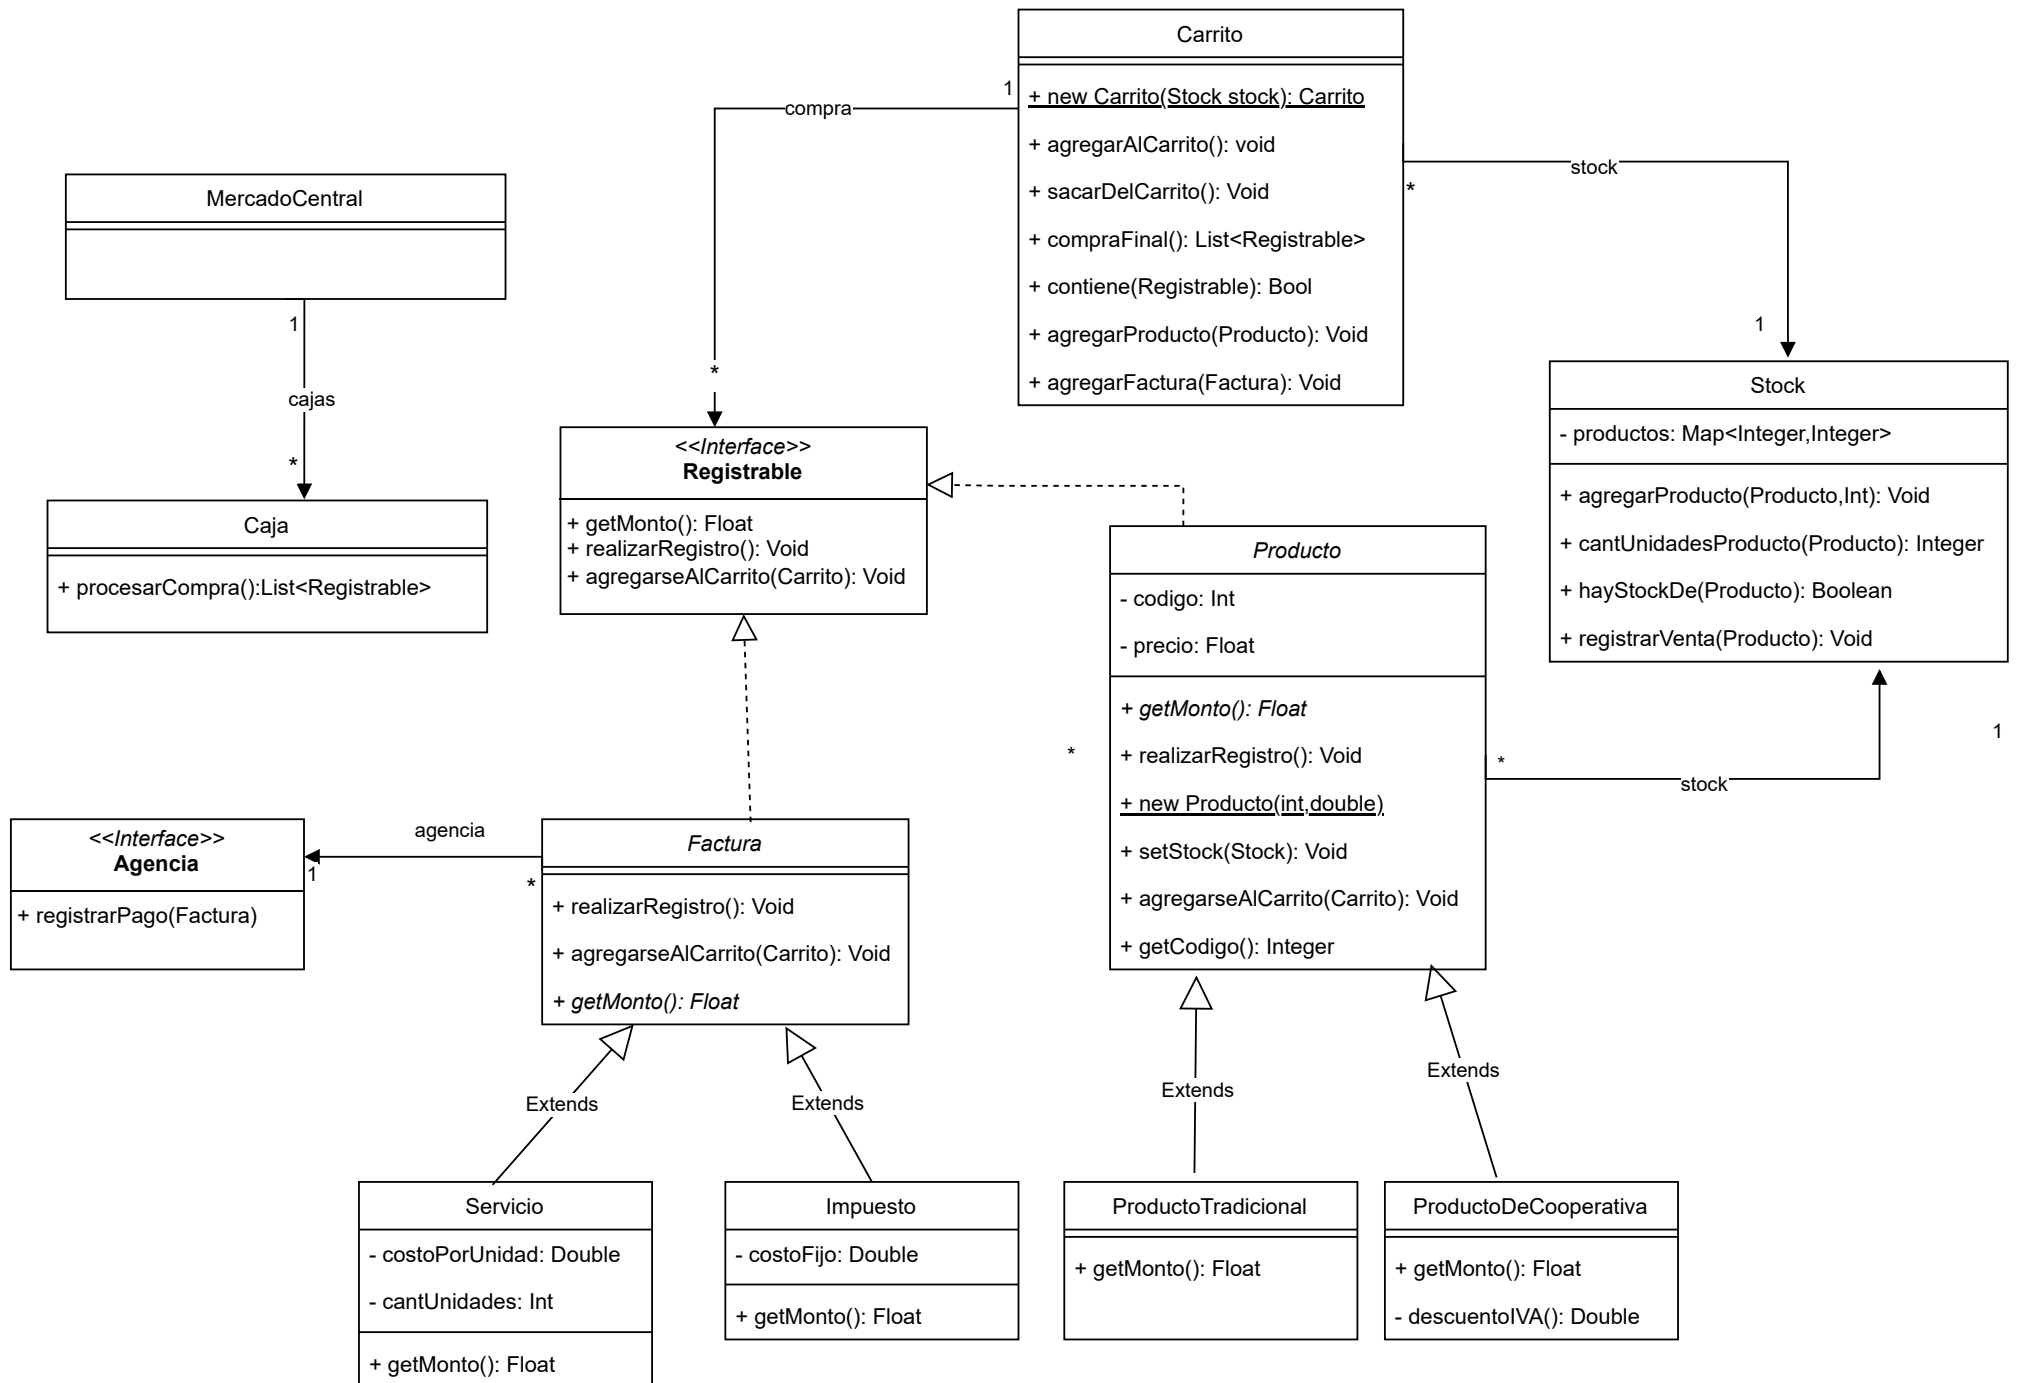 Carrito
+ new Carrito(Stock stock): Carrito
+ agregarAlCarrito(): void
+ sacarDelCarrito(): Void
+ compraFinal(): List<Registrable>
+ contiene(Registrable): Bool
+ agregarProducto(Producto): Void
+ agregarFactura(Factura): Void
1
compra
*
*
stock
1
MercadoCentral
1
cajas
*
Caja
+ procesarCompra():List<Registrable>
<<Interface>>
Registrable
+ getMonto(): Float
+ realizarRegistro(): Void
+ agregarseAlCarrito(Carrito): Void
Stock
- productos: Map<Integer,Integer>
+ agregarProducto(Producto,Int): Void
+ cantUnidadesProducto(Producto): Integer
+ hayStockDe(Producto): Boolean
+ registrarVenta(Producto): Void
Producto
- codigo: Int
- precio: Float
+ getMonto(): Float
+ realizarRegistro(): Void
+ new Producto(int,double)
+ setStock(Stock): Void
+ agregarseAlCarrito(Carrito): Void
+ getCodigo(): Integer
*
*
stock
1
<<Interface>>
Agencia
+ registrarPago(Factura)
agencia
1
*
Factura
+ realizarRegistro(): Void
+ agregarseAlCarrito(Carrito): Void
+ getMonto(): Float
Extends
Extends
Extends
Extends
Servicio
- costoPorUnidad: Double
- cantUnidades: Int
+ getMonto(): Float
Impuesto
- costoFijo: Double
+ getMonto(): Float
ProductoTradicional
+ getMonto(): Float
ProductoDeCooperativa
+ getMonto(): Float
- descuentoIVA(): Double